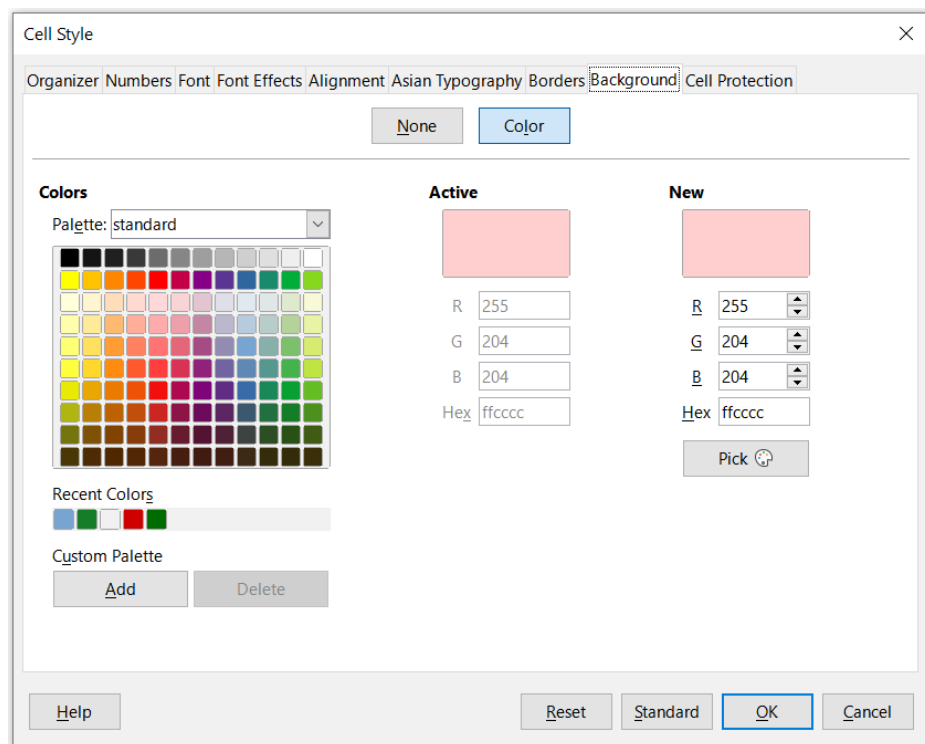 Cell Style
Organizer Numbers Font Font Effects Alignment Asian Typography Borders Background Cell Protection
None Color
Colors Active New
Palette: standard
R 255 R 255
G 204 G 204
B 204 B 204
Hex ffcccc Hex ffcccc
Pick
Recent Colors
Custom Palette
Add Delete
Help Reset Standard OK Cancel